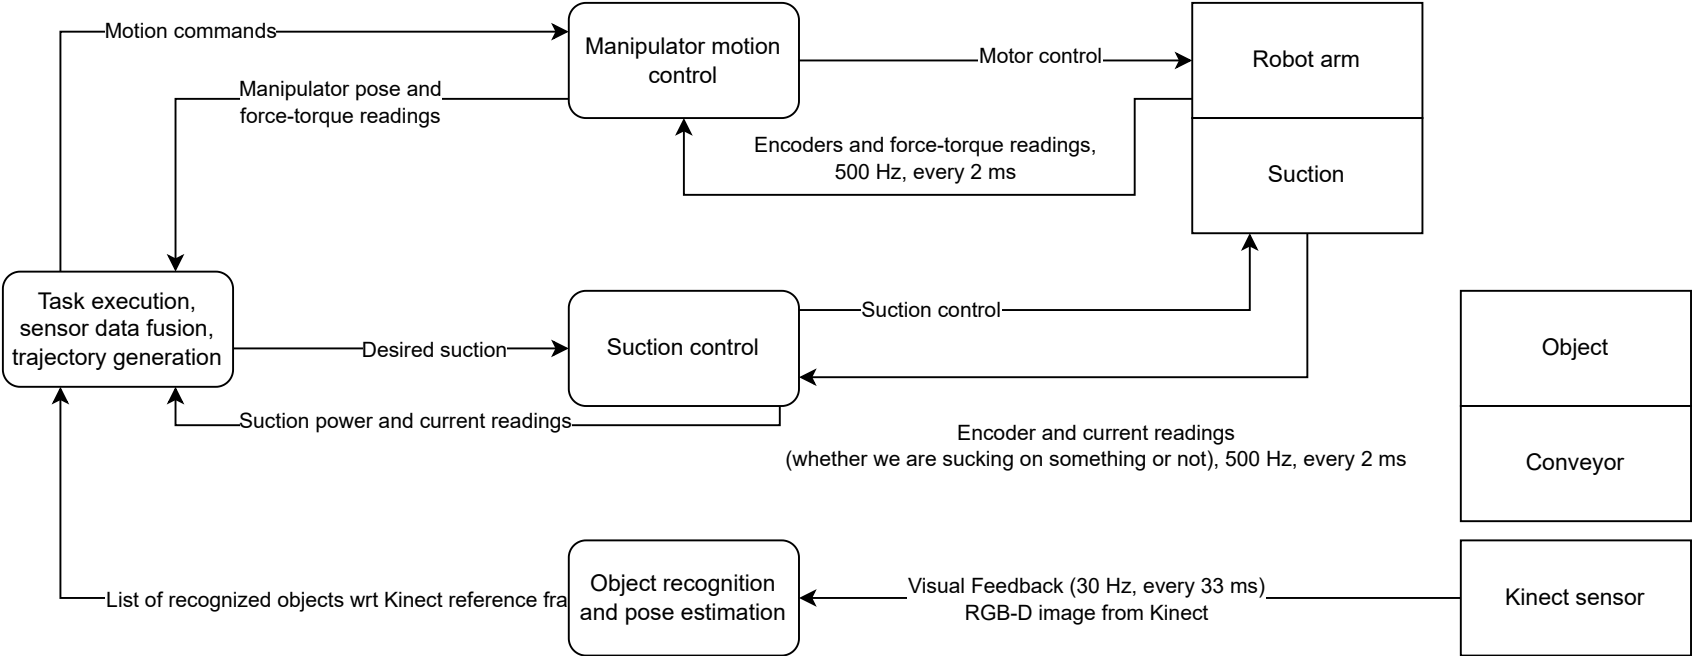 Motion commands
Manipulator motion
control
Motor control
Robot arm
Manipulator pose and
force-torque readings
Encoders and force-torque readings,
500 Hz, every 2 ms
Suction
Task execution,
sensor data fusion,
trajectory generation
Desired suction
Suction control
Suction control
Object
Suction power and current readings
Encoder and current readings
(whether we are sucking on something or not), 500 Hz, every 2 ms
Conveyor
List of recognized objects wrt Kinect reference fra
Object recognition
and pose estimation
Visual Feedback (30 Hz, every 33 ms)
RGB-D image from Kinect
Kinect sensor